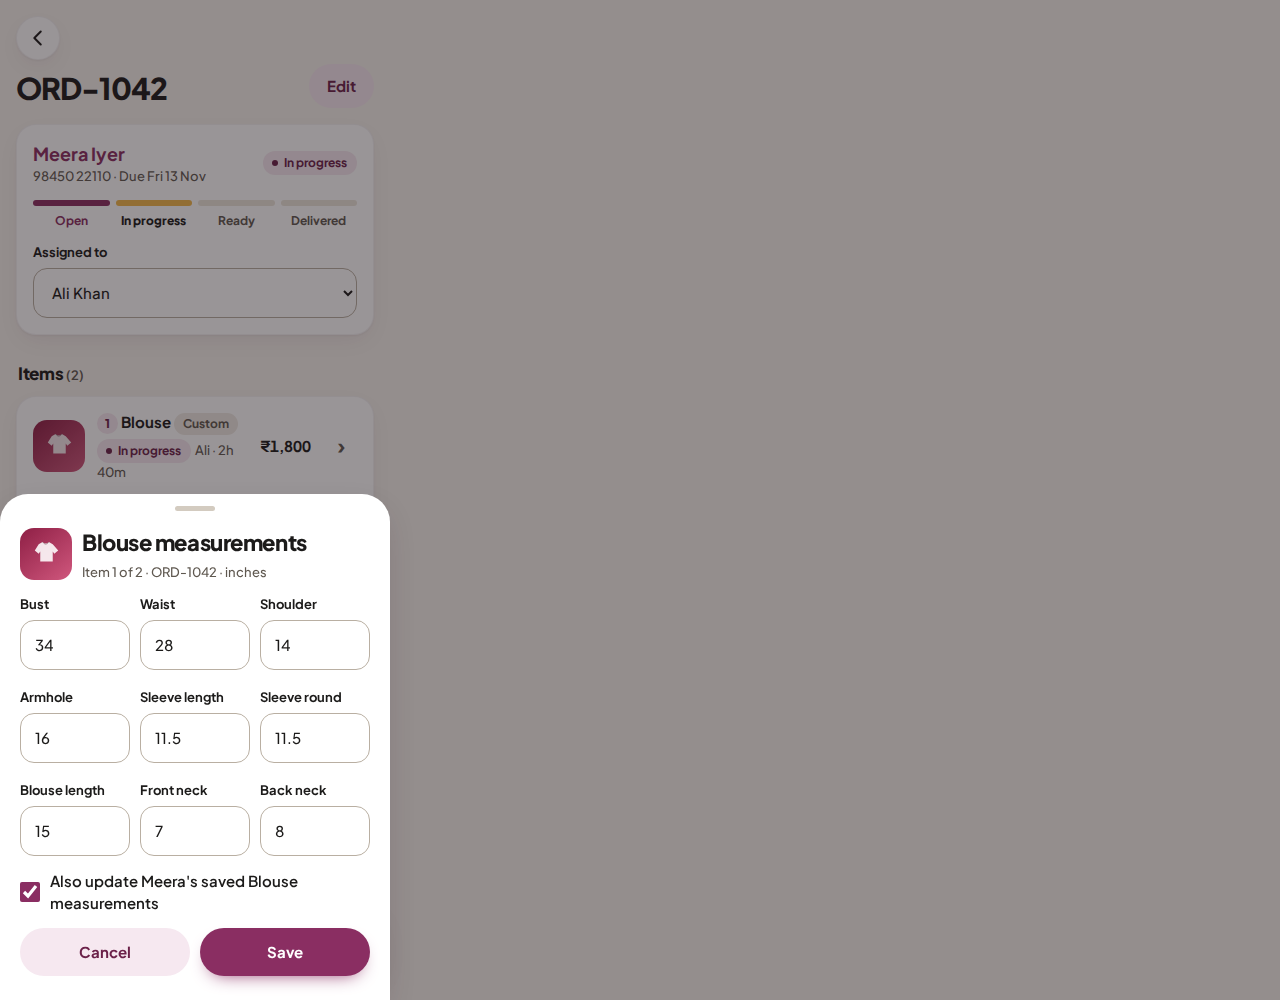 ORD-1042
Edit
Meera Iyer
98450 22110 · Due Fri 13 Nov
In progress
Open
In progress
Ready
Delivered
Assigned to
Ali Khan
Items (2)
1 Blouse Custom
In progress Ali · 2h
40m
₹1,800
Blouse measurements
Item 1 of 2 · ORD-1042 · inches
Bust Waist Shoulder
34 28 14
Armhole Sleeve length Sleeve round
16 11.5 11.5
Blouse length Front neck Back neck
15 7 8
Also update Meera's saved Blouse
measurements
Cancel Save